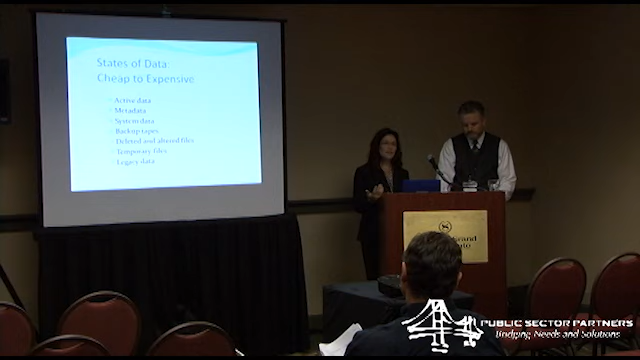 States of Data:
Cheap to Expensive
Active data
Metadata
System data
Backup tapes
Deleted and altered files
Temporary files
Legacy data
Grand
PUBLIC SECTOR PARTNERS
Bridging Needs and Solutions